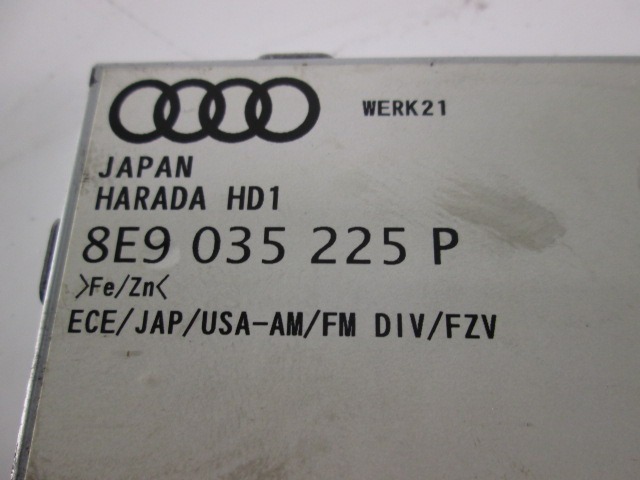 WERK21
JAPAN
HARADA HD1
8E9 035 225 P
>Fe/Zn<
ECE/JAP/USA-AM/FM DIV/FZV